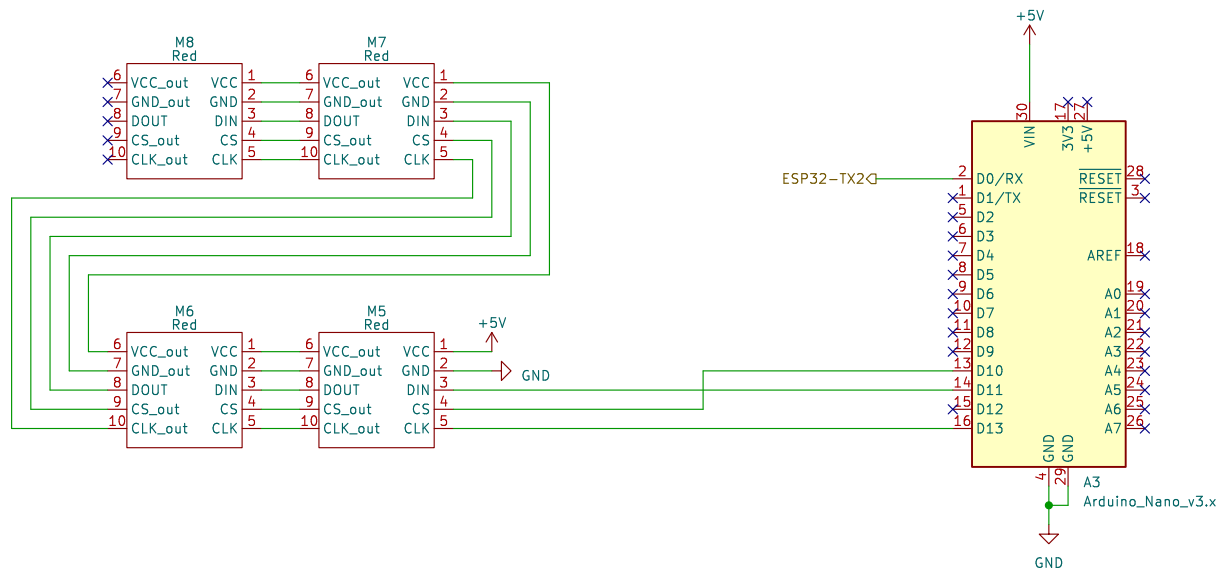 +5V
M8
Red
M7
Red
6 VCC_out VCC 1
7 GND_out GND 2
8 DOUT DIN 3
9 CS_out CS 4
10 CLK_out CLK 5
6 VCC_out VCC 1
7 GND_out GND 2
8 DOUT DIN 3
9 CS_out CS 4
10 CLK_out CLK 5
M6
Red
M5
Red
6 VCC_out VCC 1
7 GND_out GND 2
8 DOUT DIN 3
9 CS_out CS 4
10 CLK_out CLK 5
6 VCC_out VCC 1
7 GND_out GND 2
8 DOUT DIN 3
9 CS_out CS 4
10 CLK_out CLK 5
+5V
GND
ESP32-TX2
30 17 27
VIN 3V3 +5V
2 D0/RX RESET 28
1 D1/TX RESET 3
5 D2
6 D3
7 D4 AREF 18
8 D5
9 D6 A0 19
10 D7 A1 20
11 D8 A2 21
12 D9 A3 22
13 D10 A4 23
14 D11 A5 24
15 D12 A6 25
16 D13 A7 26
GND GND
4 29
A3
Arduino_Nano_v3.x
GND